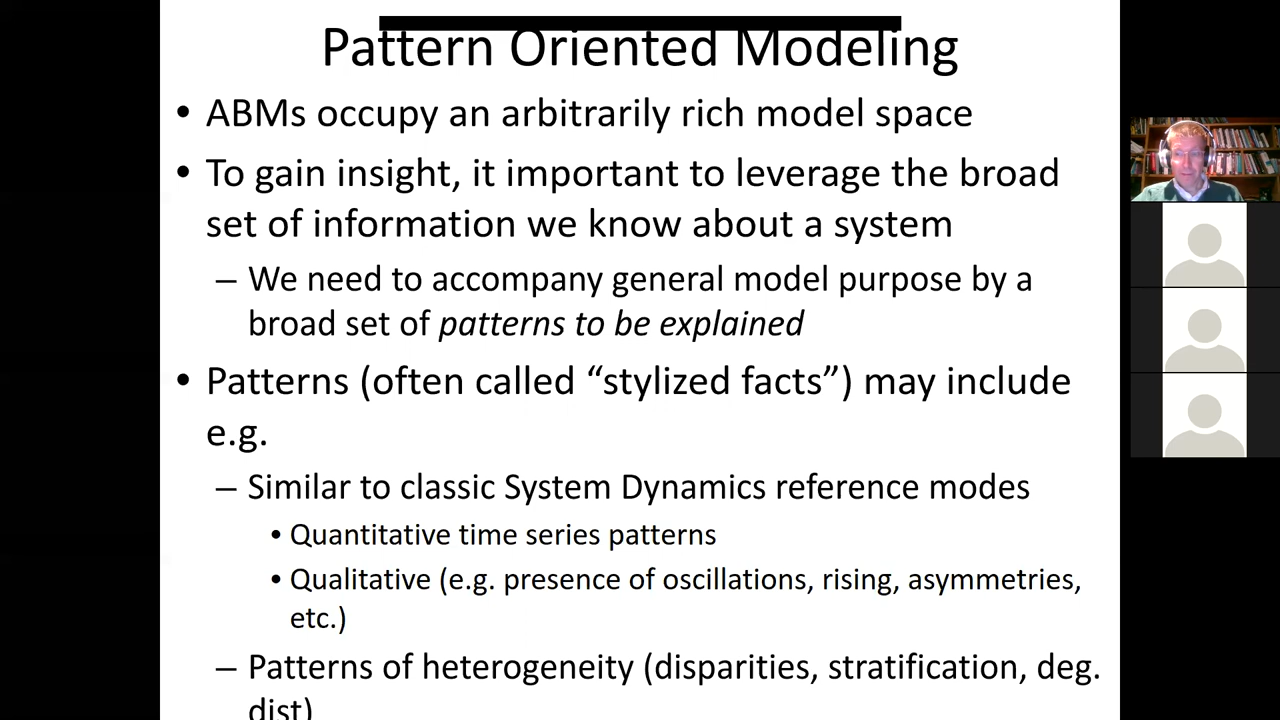 Pattern Oriented Modeling
• ABMs occupy an arbitrarily rich model space
• To gain insight, it important to leverage the broad
set of information we know about a system
– We need to accompany general model purpose by a
broad set of patterns to be explained
• Patterns (often called “stylized facts”) may include
e.g.
– Similar to classic System Dynamics reference modes
• Quantitative time series patterns
• Qualitative (e.g. presence of oscillations, rising, asymmetries,
etc.)
– Patterns of heterogeneity (disparities, stratification, deg.
dist)